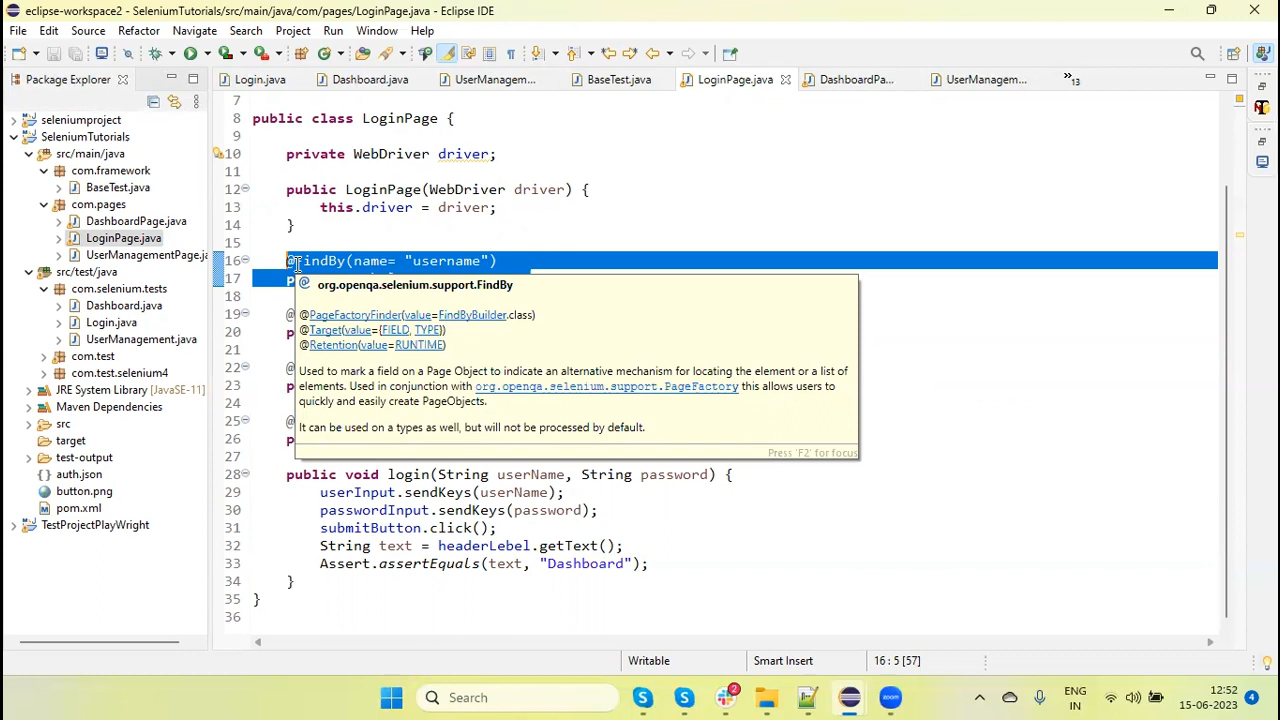 eclipse-workspace2 - SeleniumTutorials/src/main/java/com/pages/LoginPage.java - Eclipse IDE
File Edit Source Refactor Navigate Search Project Run Window Help
Package Explorer
Login.java Dashboard.java UserManagem... BaseTest.java LoginPage.java DashboardPa... UserManagem... »13
seleniumproject
SeleniumTutorials
src/main/java
com.framework
BaseTest.java
com.pages
DashboardPage.java
LoginPage.java
UserManagementPage.j
src/test/java
com.selenium.tests
Dashboard.java
Login.java
UserManagement.java
com.test
com.test.selenium4
JRE System Library [JavaSE-11]
Maven Dependencies
src
target
test-output
auth.json
button.png
pom.xml
TestProjectPlayWright
7
8 public class LoginPage {
9
10 private WebDriver driver;
11
12 public LoginPage(WebDriver driver) {
13 this.driver = driver;
14 }
15
16 @FindBy(name= "username")
17 p
18
19 @
20 p
21
22 @
23 p
24
25 @
26 p
28 public void login(String userName, String password) {
29 userInput.sendKeys(userName);
30 passwordInput.sendKeys(password);
31 submitButton.click();
32 String text = headerLebel.getText();
33 Assert.assertEquals(text, "Dashboard");
34 }
35 }
36
@ org.openqa.selenium.support.FindBy
@PageFactoryFinder(value=FindByBuilder.class)
@Target(value={FIELD, TYPE})
@Retention(value=RUNTIME)
Used to mark a field on a Page Object to indicate an alternative mechanism for locating the element or a list of
elements. Used in conjunction with org.openqa.selenium.support.PageFactory this allows users to
quickly and easily create PageObjects.
It can be used on a types as well, but will not be processed by default.
Press 'F2' for focus
Writable Smart Insert 16 : 5 [57]
Search
2
ENG
IN
12:52
15-06-2023
4